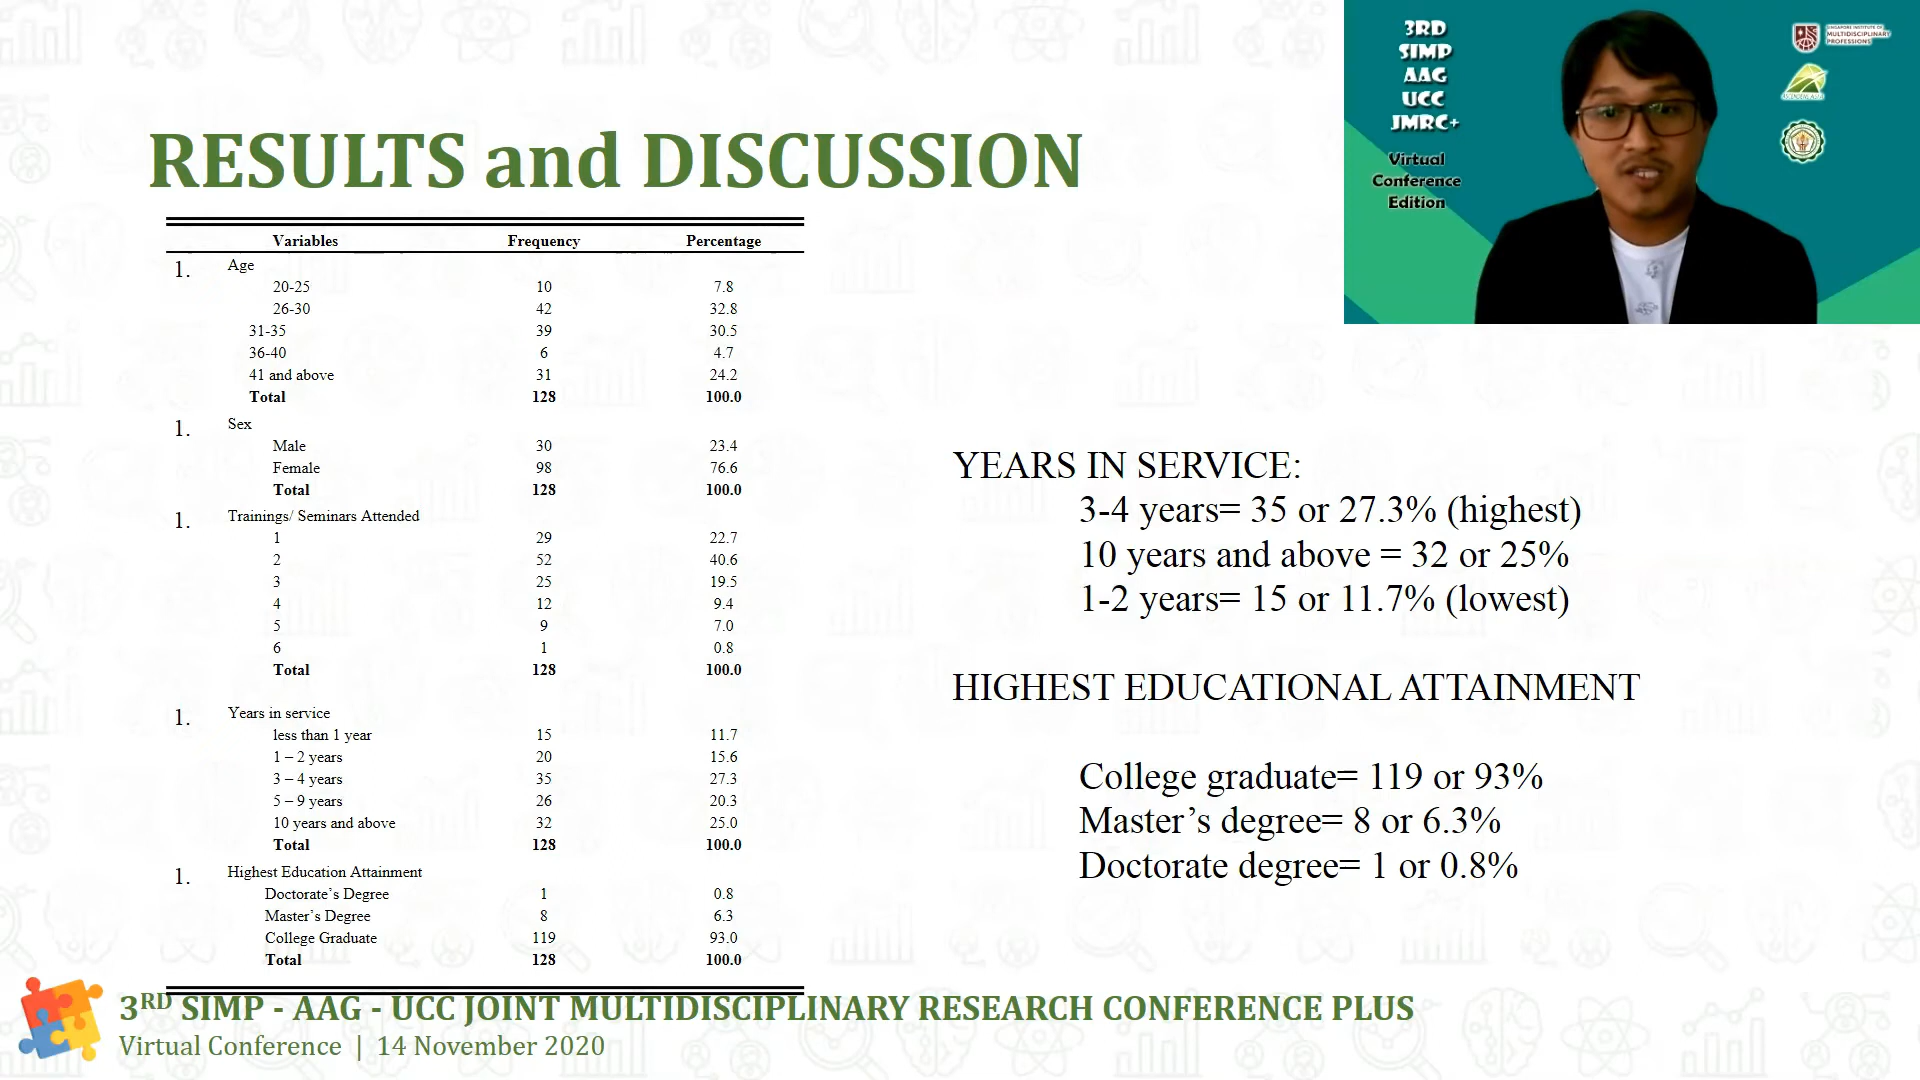 RESULTS and DISCUSSION
Variables Frequency Percentage
1. Age
20-25 10 7.8
26-30 42 32.8
31-35 39 30.5
36-40 6 4.7
41 and above 31 24.2
Total 128 100.0
1. Sex
Male 30 23.4
Female 98 76.6
Total 128 100.0
1. Trainings/ Seminars Attended
1 29 22.7
2 52 40.6
3 25 19.5
4 12 9.4
5 9 7.0
6 1 0.8
Total 128 100.0
1. Years in service
less than 1 year 15 11.7
1 – 2 years 20 15.6
3 – 4 years 35 27.3
5 – 9 years 26 20.3
10 years and above 32 25.0
Total 128 100.0
1. Highest Education Attainment
Doctorate’s Degree 1 0.8
Master’s Degree 8 6.3
College Graduate 119 93.0
Total 128 100.0
YEARS IN SERVICE:
3-4 years= 35 or 27.3% (highest)
10 years and above = 32 or 25%
1-2 years= 15 or 11.7% (lowest)
HIGHEST EDUCATIONAL ATTAINMENT
College graduate= 119 or 93%
Master’s degree= 8 or 6.3%
Doctorate degree= 1 or 0.8%
3RD
SIMP
AAG
UCC
JMRC+
Virtual
Conference
Edition
SINGAPORE INSTITUTE OF
MULTIDISCIPLINARY
PROFESSIONS
3RD SIMP - AAG - UCC JOINT MULTIDISCIPLINARY RESEARCH CONFERENCE PLUS
Virtual Conference | 14 November 2020